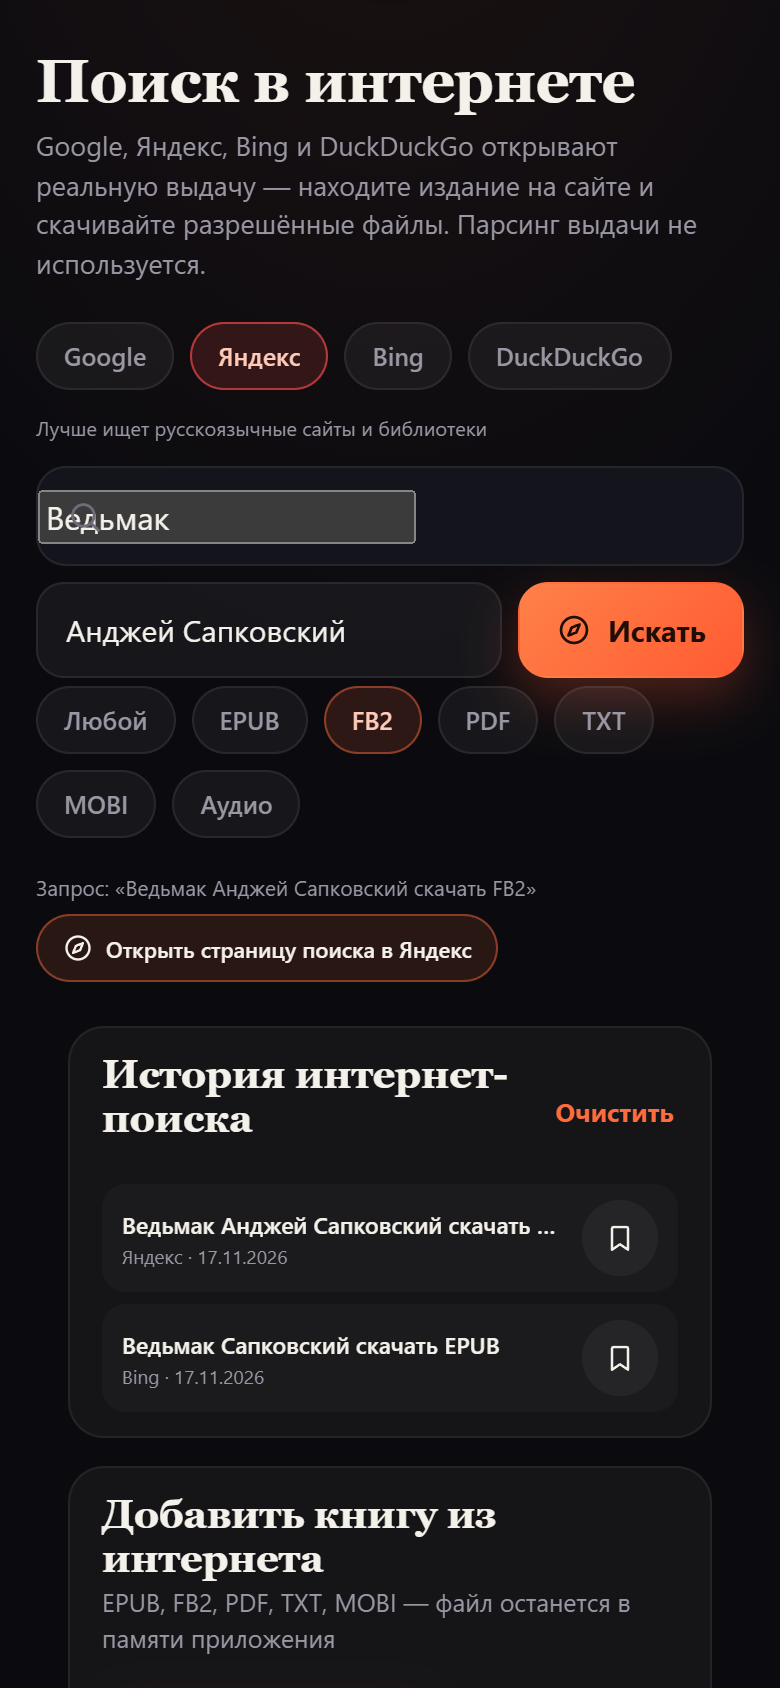 Поиск в интернете
Google, Яндекс, Bing и DuckDuckGo открывают
реальную выдачу — находите издание на сайте и
скачивайте разрешённые файлы. Парсинг выдачи не
используется.
Google Яндекс Bing DuckDuckGo
Лучше ищет русскоязычные сайты и библиотеки
Ведьмак
Анджей Сапковский Искать
Любой EPUB FB2 PDF TXT
MOBI Аудио
Запрос: «Ведьмак Анджей Сапковский скачать FB2»
Открыть страницу поиска в Яндекс
История интернет-
поиска
Очистить
Ведьмак Анджей Сапковский скачать ...
Яндекс · 17.11.2026
Ведьмак Сапковский скачать EPUB
Bing · 17.11.2026
Добавить книгу из
интернета
EPUB, FB2, PDF, TXT, MOBI — файл останется в
памяти приложения